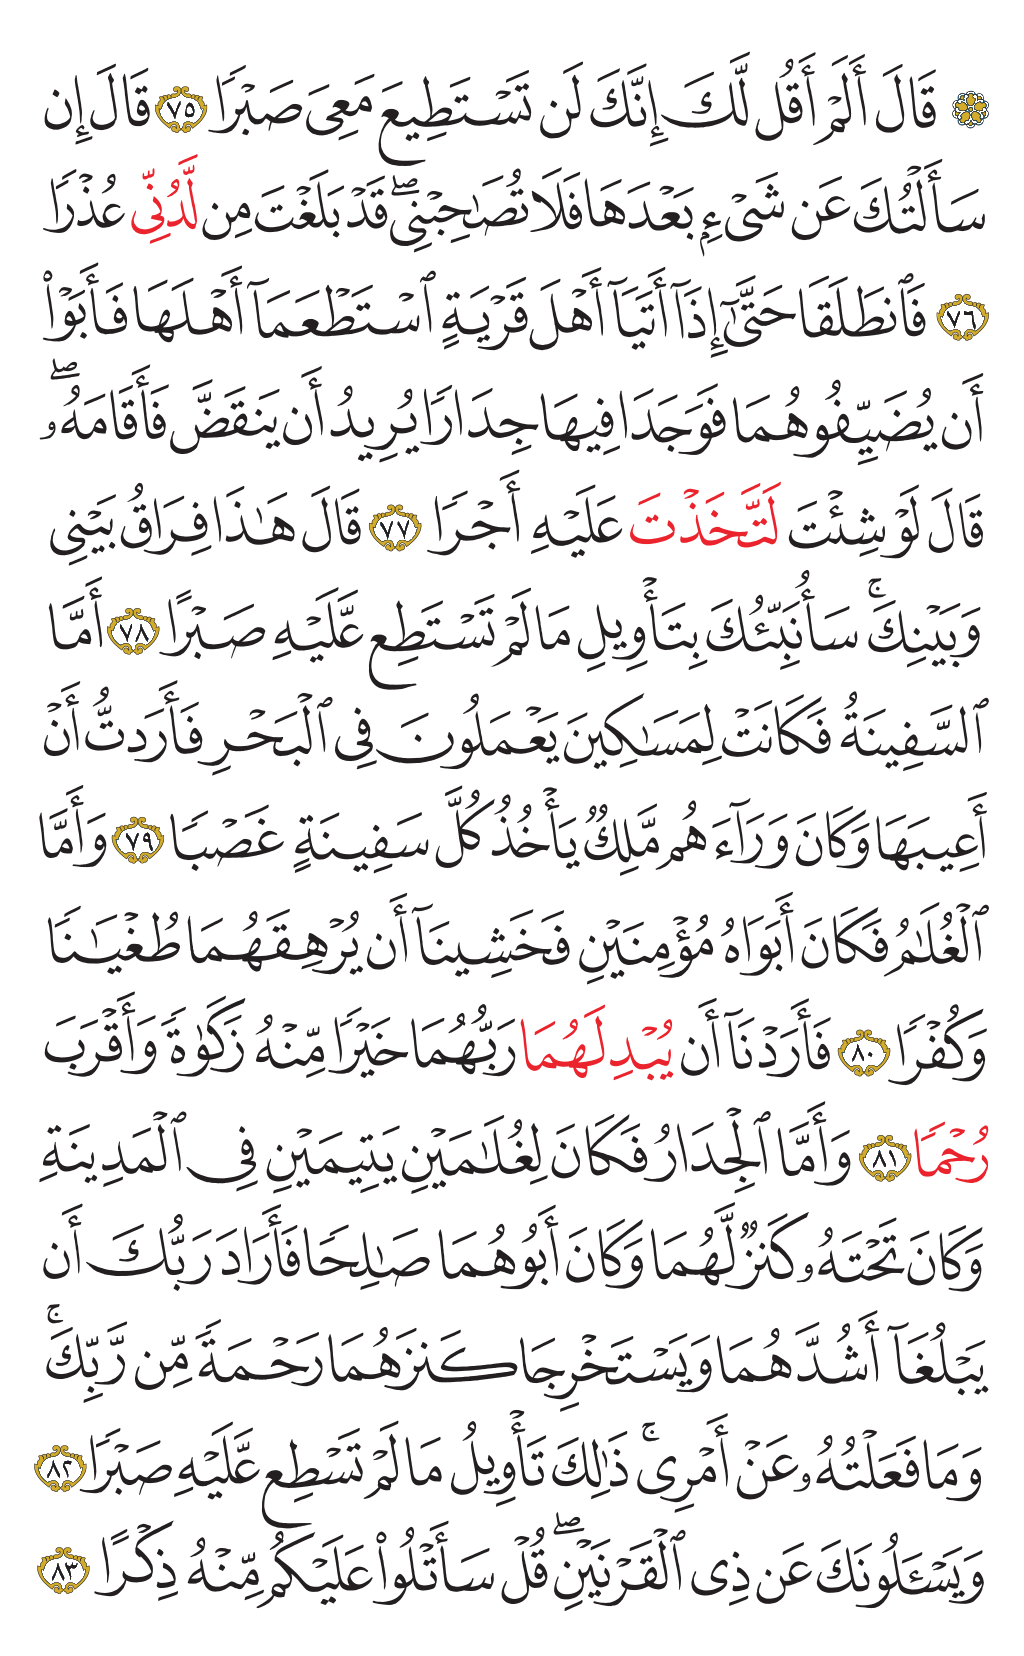 ۞ قَالَ أَلَمْ أَقُل لَّكَ إِنَّكَ لَن تَسْتَطِيعَ مَعِىَ صَبْرًا ٧٥ قَالَ إِن
سَأَلْتُكَ عَن شَىْءٍۭ بَعْدَهَا فَلَا تُصَٰحِبْنِىۖ قَدْ بَلَغْتَ مِن لَّدُنِّى عُذْرًا
٧٦ فَٱنطَلَقَا حَتَّىٰٓ إِذَآ أَتَيَآ أَهْلَ قَرْيَةٍ ٱسْتَطْعَمَآ أَهْلَهَا فَأَبَوْا۟
أَن يُضَيِّفُوهُمَا فَوَجَدَا فِيهَا جِدَارًا يُرِيدُ أَن يَنقَضَّ فَأَقَامَهُۥۖ
قَالَ لَوْ شِئْتَ لَتَّخَذْتَ عَلَيْهِ أَجْرًا ٧٧ قَالَ هَٰذَا فِرَاقُ بَيْنِى
وَبَيْنِكَۚ سَأُنَبِّئُكَ بِتَأْوِيلِ مَا لَمْ تَسْتَطِع عَّلَيْهِ صَبْرًا ٧٨ أَمَّا
ٱلسَّفِينَةُ فَكَانَتْ لِمَسَٰكِينَ يَعْمَلُونَ فِى ٱلْبَحْرِ فَأَرَدتُّ أَنْ
أَعِيبَهَا وَكَانَ وَرَآءَهُم مَّلِكٌ يَأْخُذُ كُلَّ سَفِينَةٍ غَصْبًا ٧٩ وَأَمَّا
ٱلْغُلَٰمُ فَكَانَ أَبَوَاهُ مُؤْمِنَيْنِ فَخَشِينَآ أَن يُرْهِقَهُمَا طُغْيَٰنًا
وَكُفْرًا ٨٠ فَأَرَدْنَآ أَن يُبْدِلَهُمَا رَبُّهُمَا خَيْرًا مِّنْهُ زَكَوٰةً وَأَقْرَبَ
رُحْمًا ٨١ وَأَمَّا ٱلْجِدَارُ فَكَانَ لِغُلَٰمَيْنِ يَتِيمَيْنِ فِى ٱلْمَدِينَةِ
وَكَانَ تَحْتَهُۥ كَنزٌ لَّهُمَا وَكَانَ أَبُوهُمَا صَٰلِحًا فَأَرَادَ رَبُّكَ أَن
يَبْلُغَآ أَشُدَّهُمَا وَيَسْتَخْرِجَا كَنزَهُمَا رَحْمَةً مِّن رَّبِّكَۚ
وَمَا فَعَلْتُهُۥ عَنْ أَمْرِىۚ ذَٰلِكَ تَأْوِيلُ مَا لَمْ تَسْطِع عَّلَيْهِ صَبْرًا ٨٢
وَيَسْـَٔلُونَكَ عَن ذِى ٱلْقَرْنَيْنِۖ قُلْ سَأَتْلُوا۟ عَلَيْكُم مِّنْهُ ذِكْرًا ٨٣